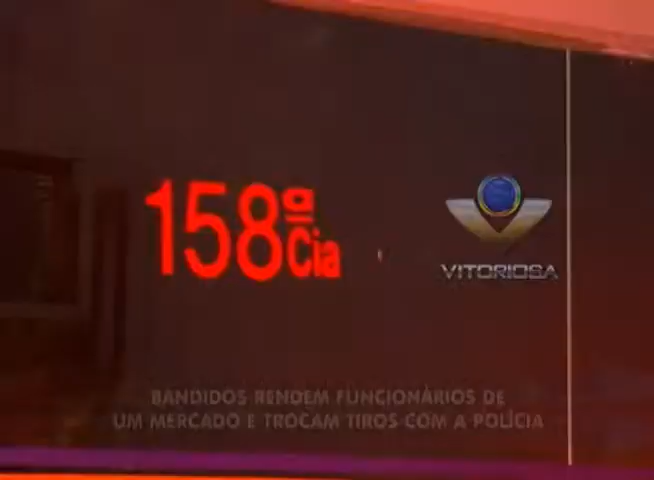 158ª Cia
VITORIOSA
BANDIDOS RENDEM FUNCIONÁRIOS DE
UM MERCADO E TROCAM TIROS COM A POLÍCIA